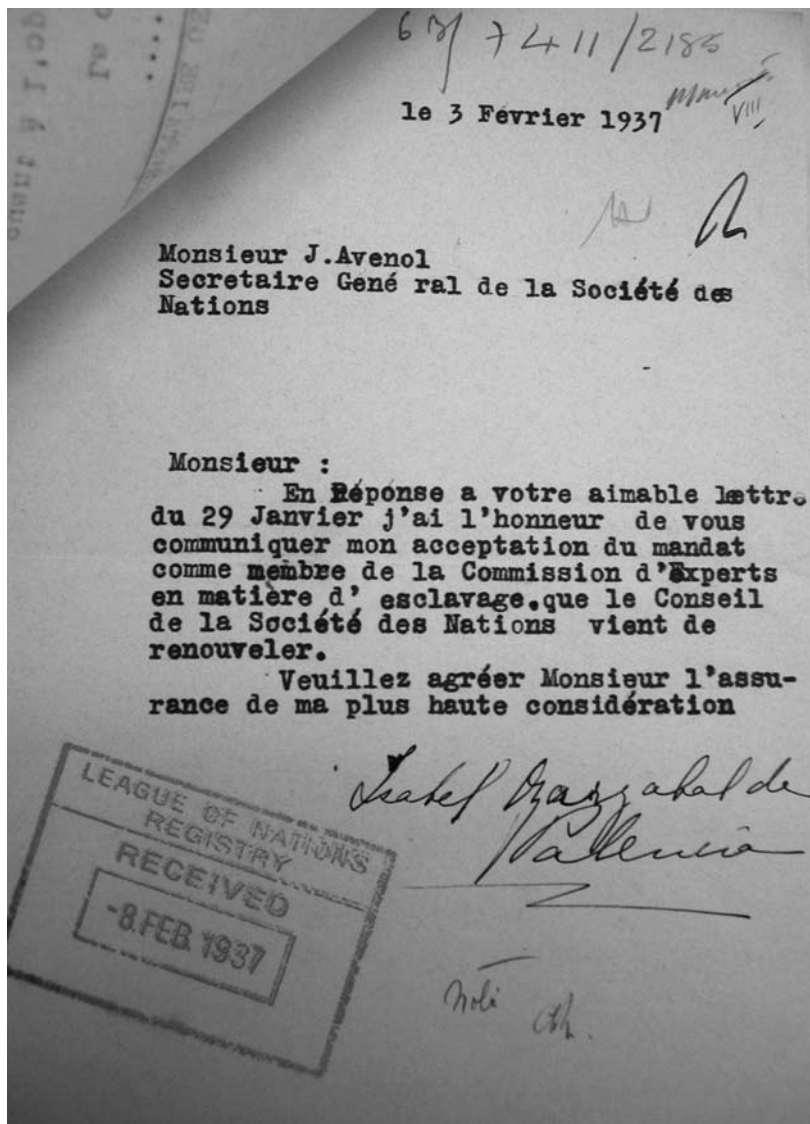 6B/7411/2185
le 3 Février 1937
VIII
Monsieur J.Avenol
Secretaire Gené ral de la Société des
Nations
Monsieur :
En Réponse a votre aimable lettre
du 29 Janvier j'ai l'honneur de vous
communiquer mon acceptation du mandat
comme membre de la Commission d'Experts
en matière d' esclavage.que le Conseil
de la Société des Nations vient de
renouveler.
Veuillez agréer Monsieur l'assu-
rance de ma plus haute considération
Isabel Oyarzabal de
Palencia
LEAGUE OF NATIONS
REGISTRY
RECEIVED
-8.FEB.1937